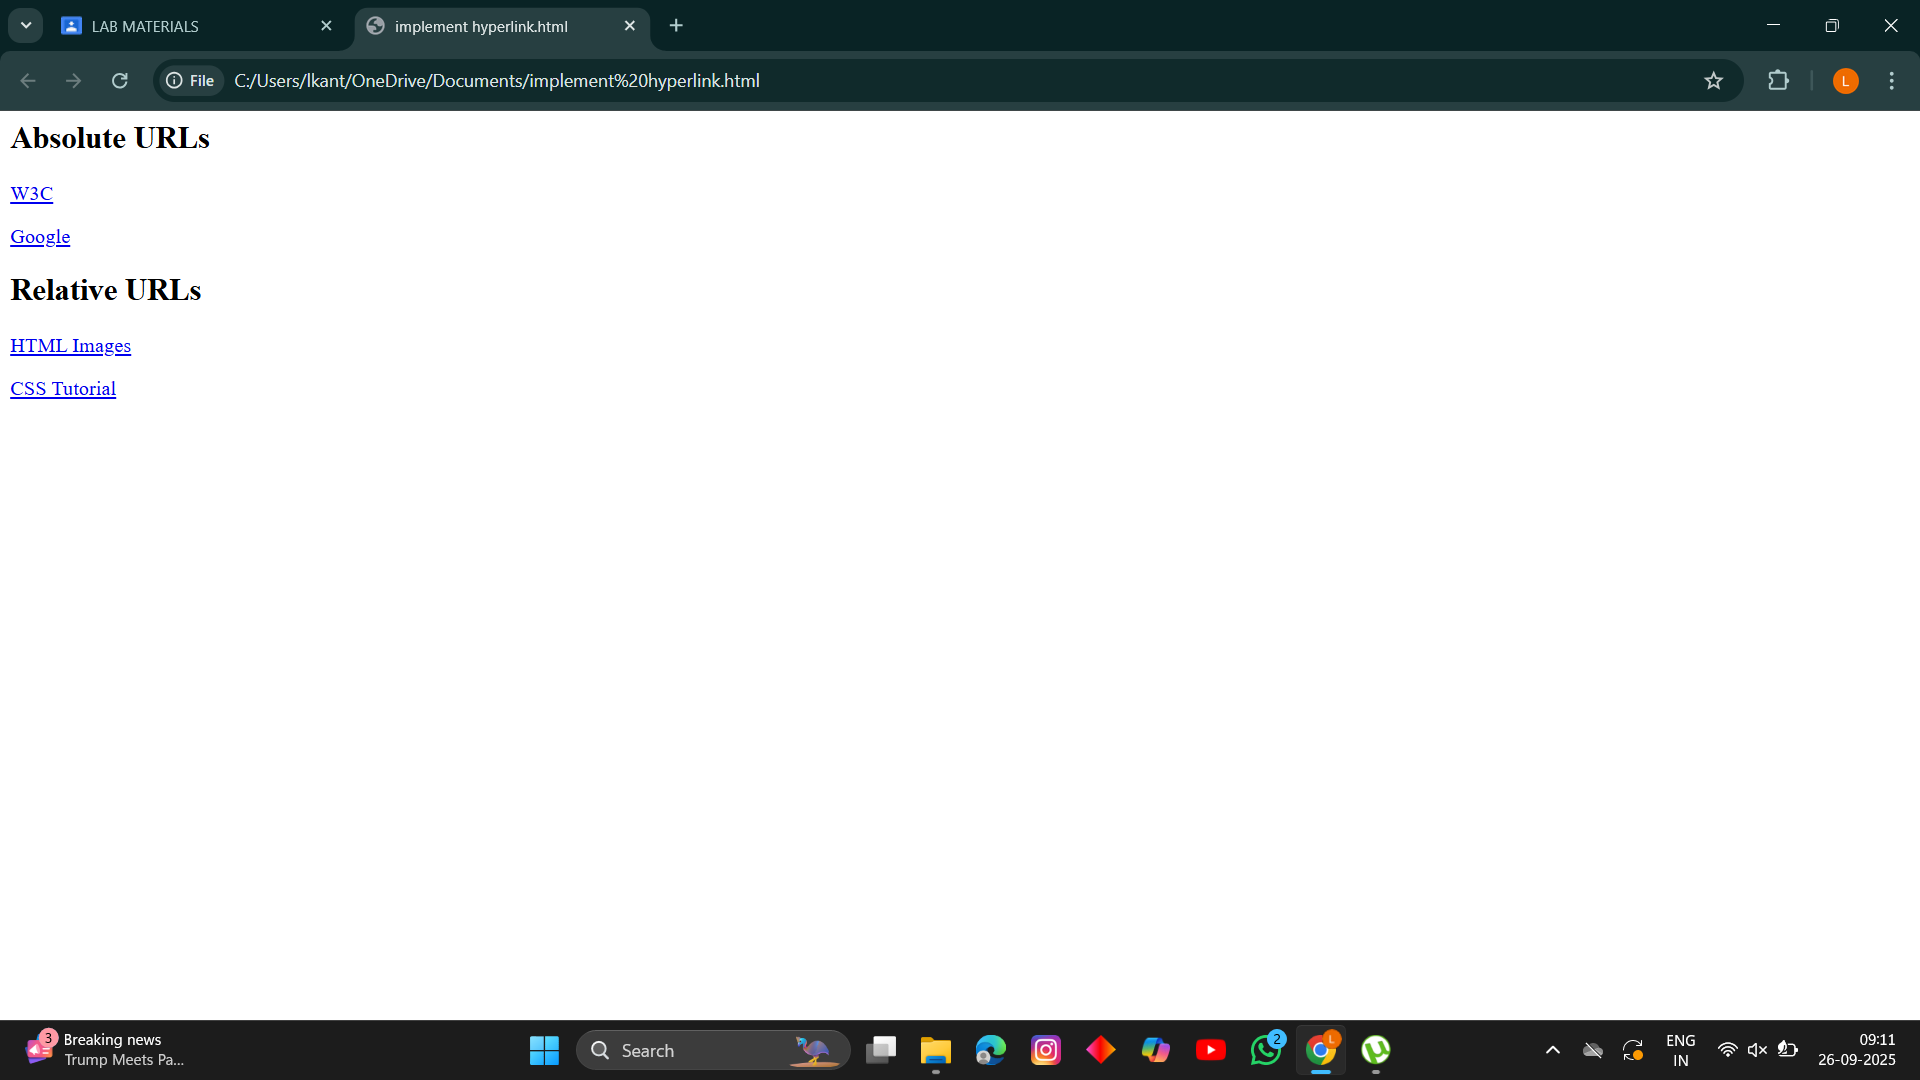 LAB MATERIALS
implement hyperlink.html
File
C:/Users/lkant/OneDrive/Documents/implement%20hyperlink.html
L
Absolute URLs
W3C
Google
Relative URLs
HTML Images
CSS Tutorial
3
Breaking news
Trump Meets Pa...
Search
2
L
ENG
IN
09:11
26-09-2025